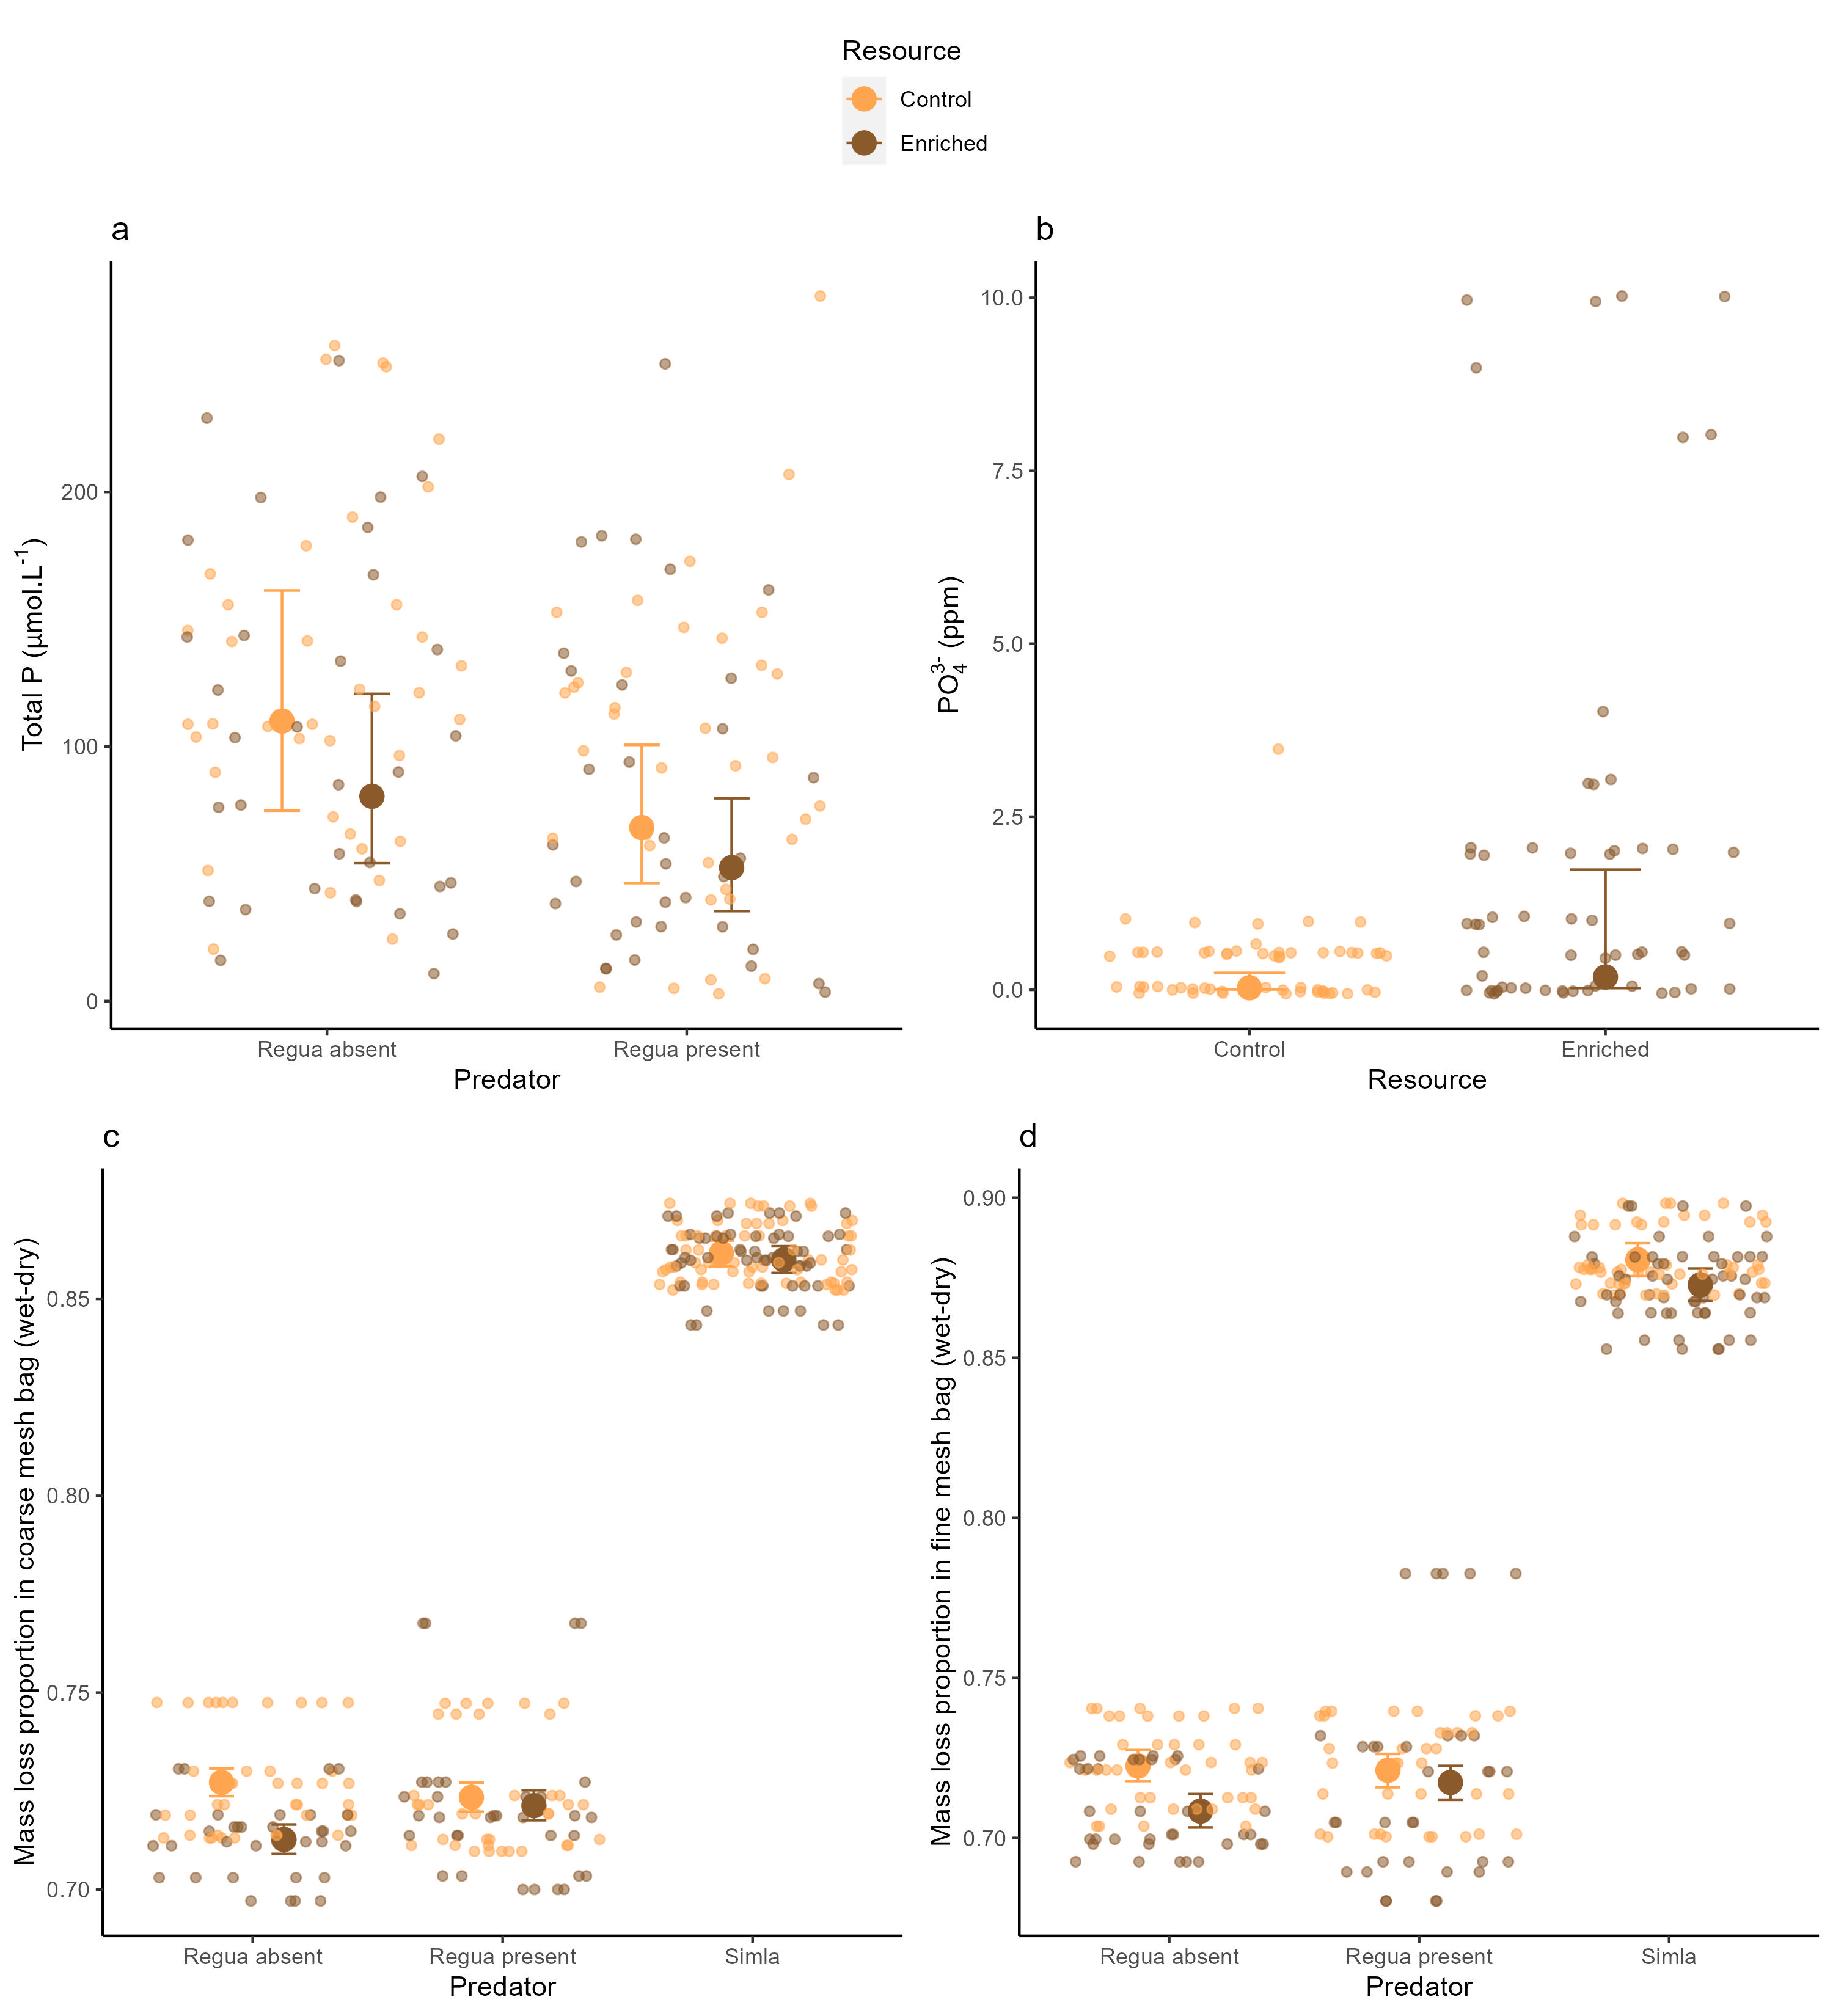 Resource
Control
Enriched
a
Total P (µmol.L⁻¹)
200
100
0
Regua absent
Regua present
Predator
b
PO₄³⁻ (ppm)
10.0
7.5
5.0
2.5
0.0
Control
Enriched
Resource
c
Mass loss proportion in coarse mesh bag (wet-dry)
0.85
0.80
0.75
0.70
Regua absent
Regua present
Simla
Predator
d
Mass loss proportion in fine mesh bag (wet-dry)
0.90
0.85
0.80
0.75
0.70
Regua absent
Regua present
Simla
Predator